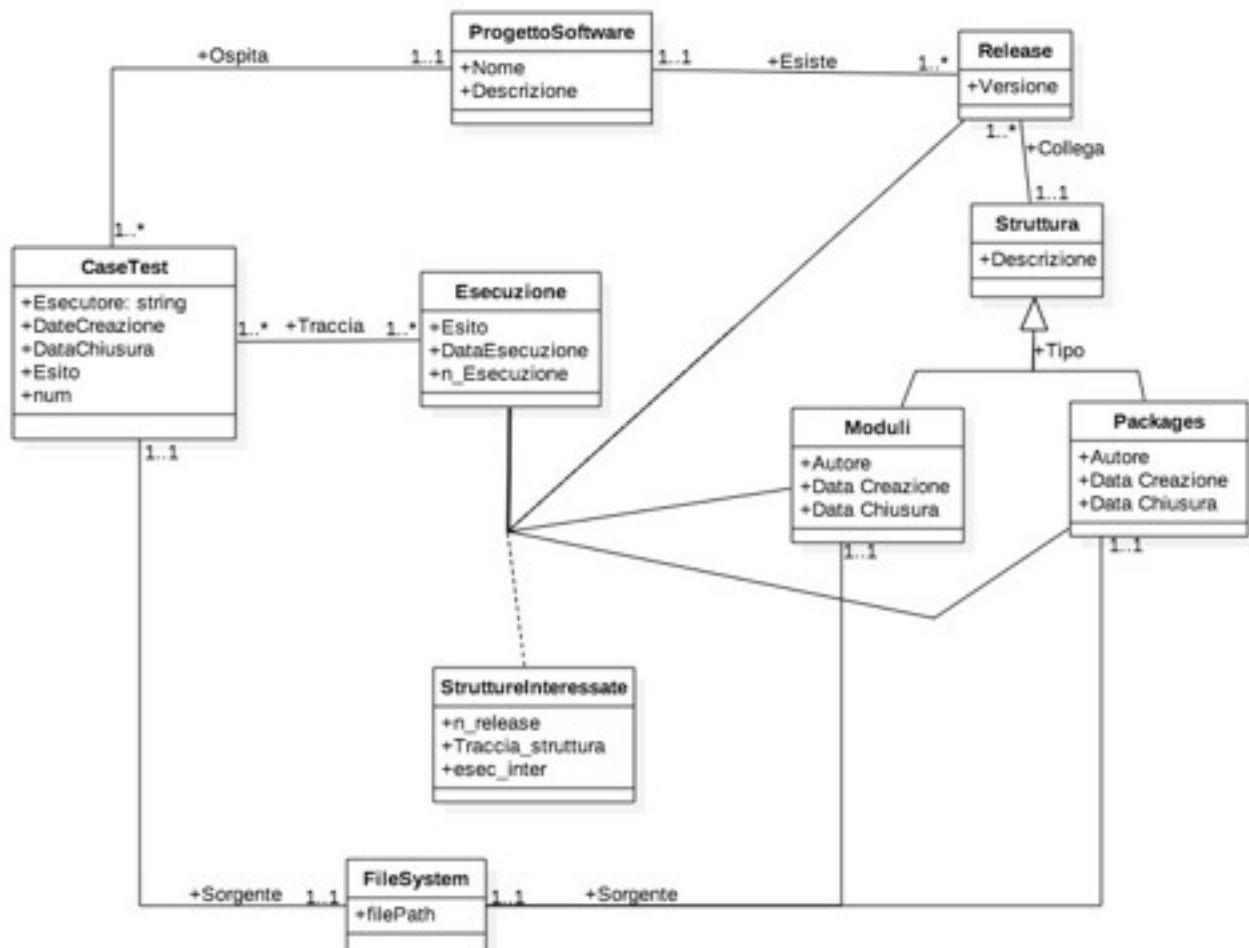 ProgettoSoftware
+Nome
+Descrizione
+Ospita
1..1
1..1
+Esiste
1..*
Release
+Versione
1..*
+Collega
1..1
Struttura
+Descrizione
+Tipo
1..*
CaseTest
+Esecutore: string
+DateCreazione
+DataChiusura
+Esito
+num
1..*
+Traccia
1..*
Esecuzione
+Esito
+DataEsecuzione
+n_Esecuzione
Moduli
+Autore
+Data Creazione
+Data Chiusura
Packages
+Autore
+Data Creazione
+Data Chiusura
1..1
1..1
1..1
StruttureInteressate
+n_release
+Traccia_struttura
+esec_inter
+Sorgente
1..1
FileSystem
+filePath
1..1
+Sorgente